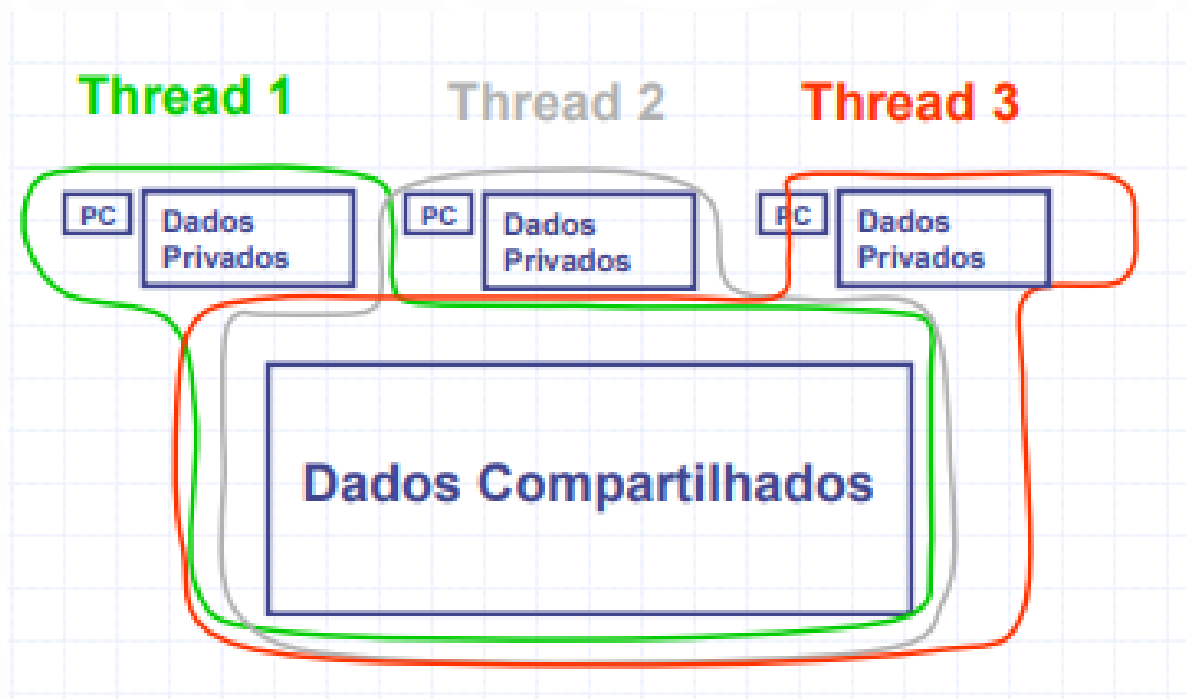 Thread 1
Thread 2
Thread 3
PC
Dados
Privados
PC
Dados
Privados
PC
Dados
Privados
Dados Compartilhados